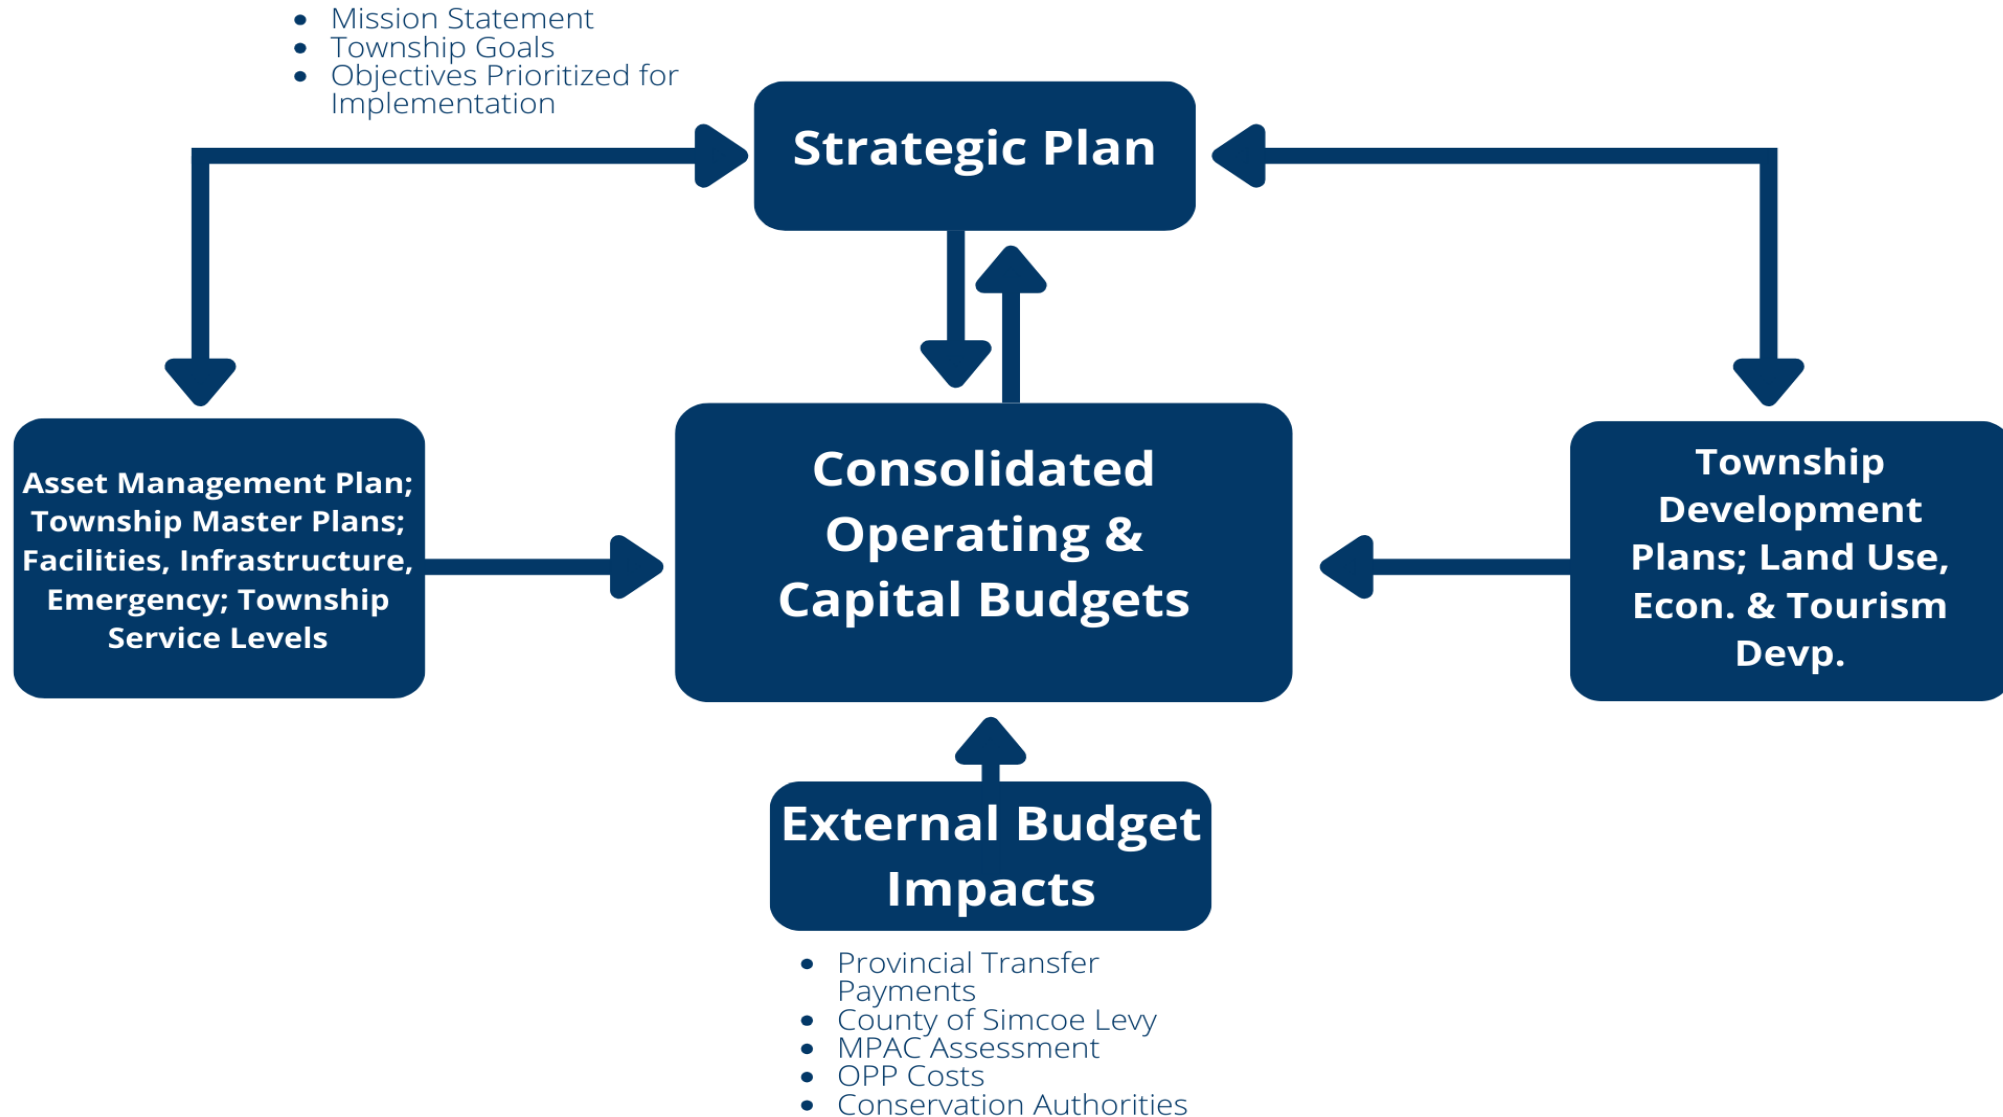 • Mission Statement
• Township Goals
• Objectives Prioritized for
Implementation
Strategic Plan
Asset Management Plan;
Township Master Plans;
Facilities, Infrastructure,
Emergency; Township
Service Levels
Consolidated
Operating &
Capital Budgets
Township
Development
Plans; Land Use,
Econ. & Tourism
Devp.
External Budget
Impacts
• Provincial Transfer
Payments
• County of Simcoe Levy
• MPAC Assessment
• OPP Costs
• Conservation Authorities